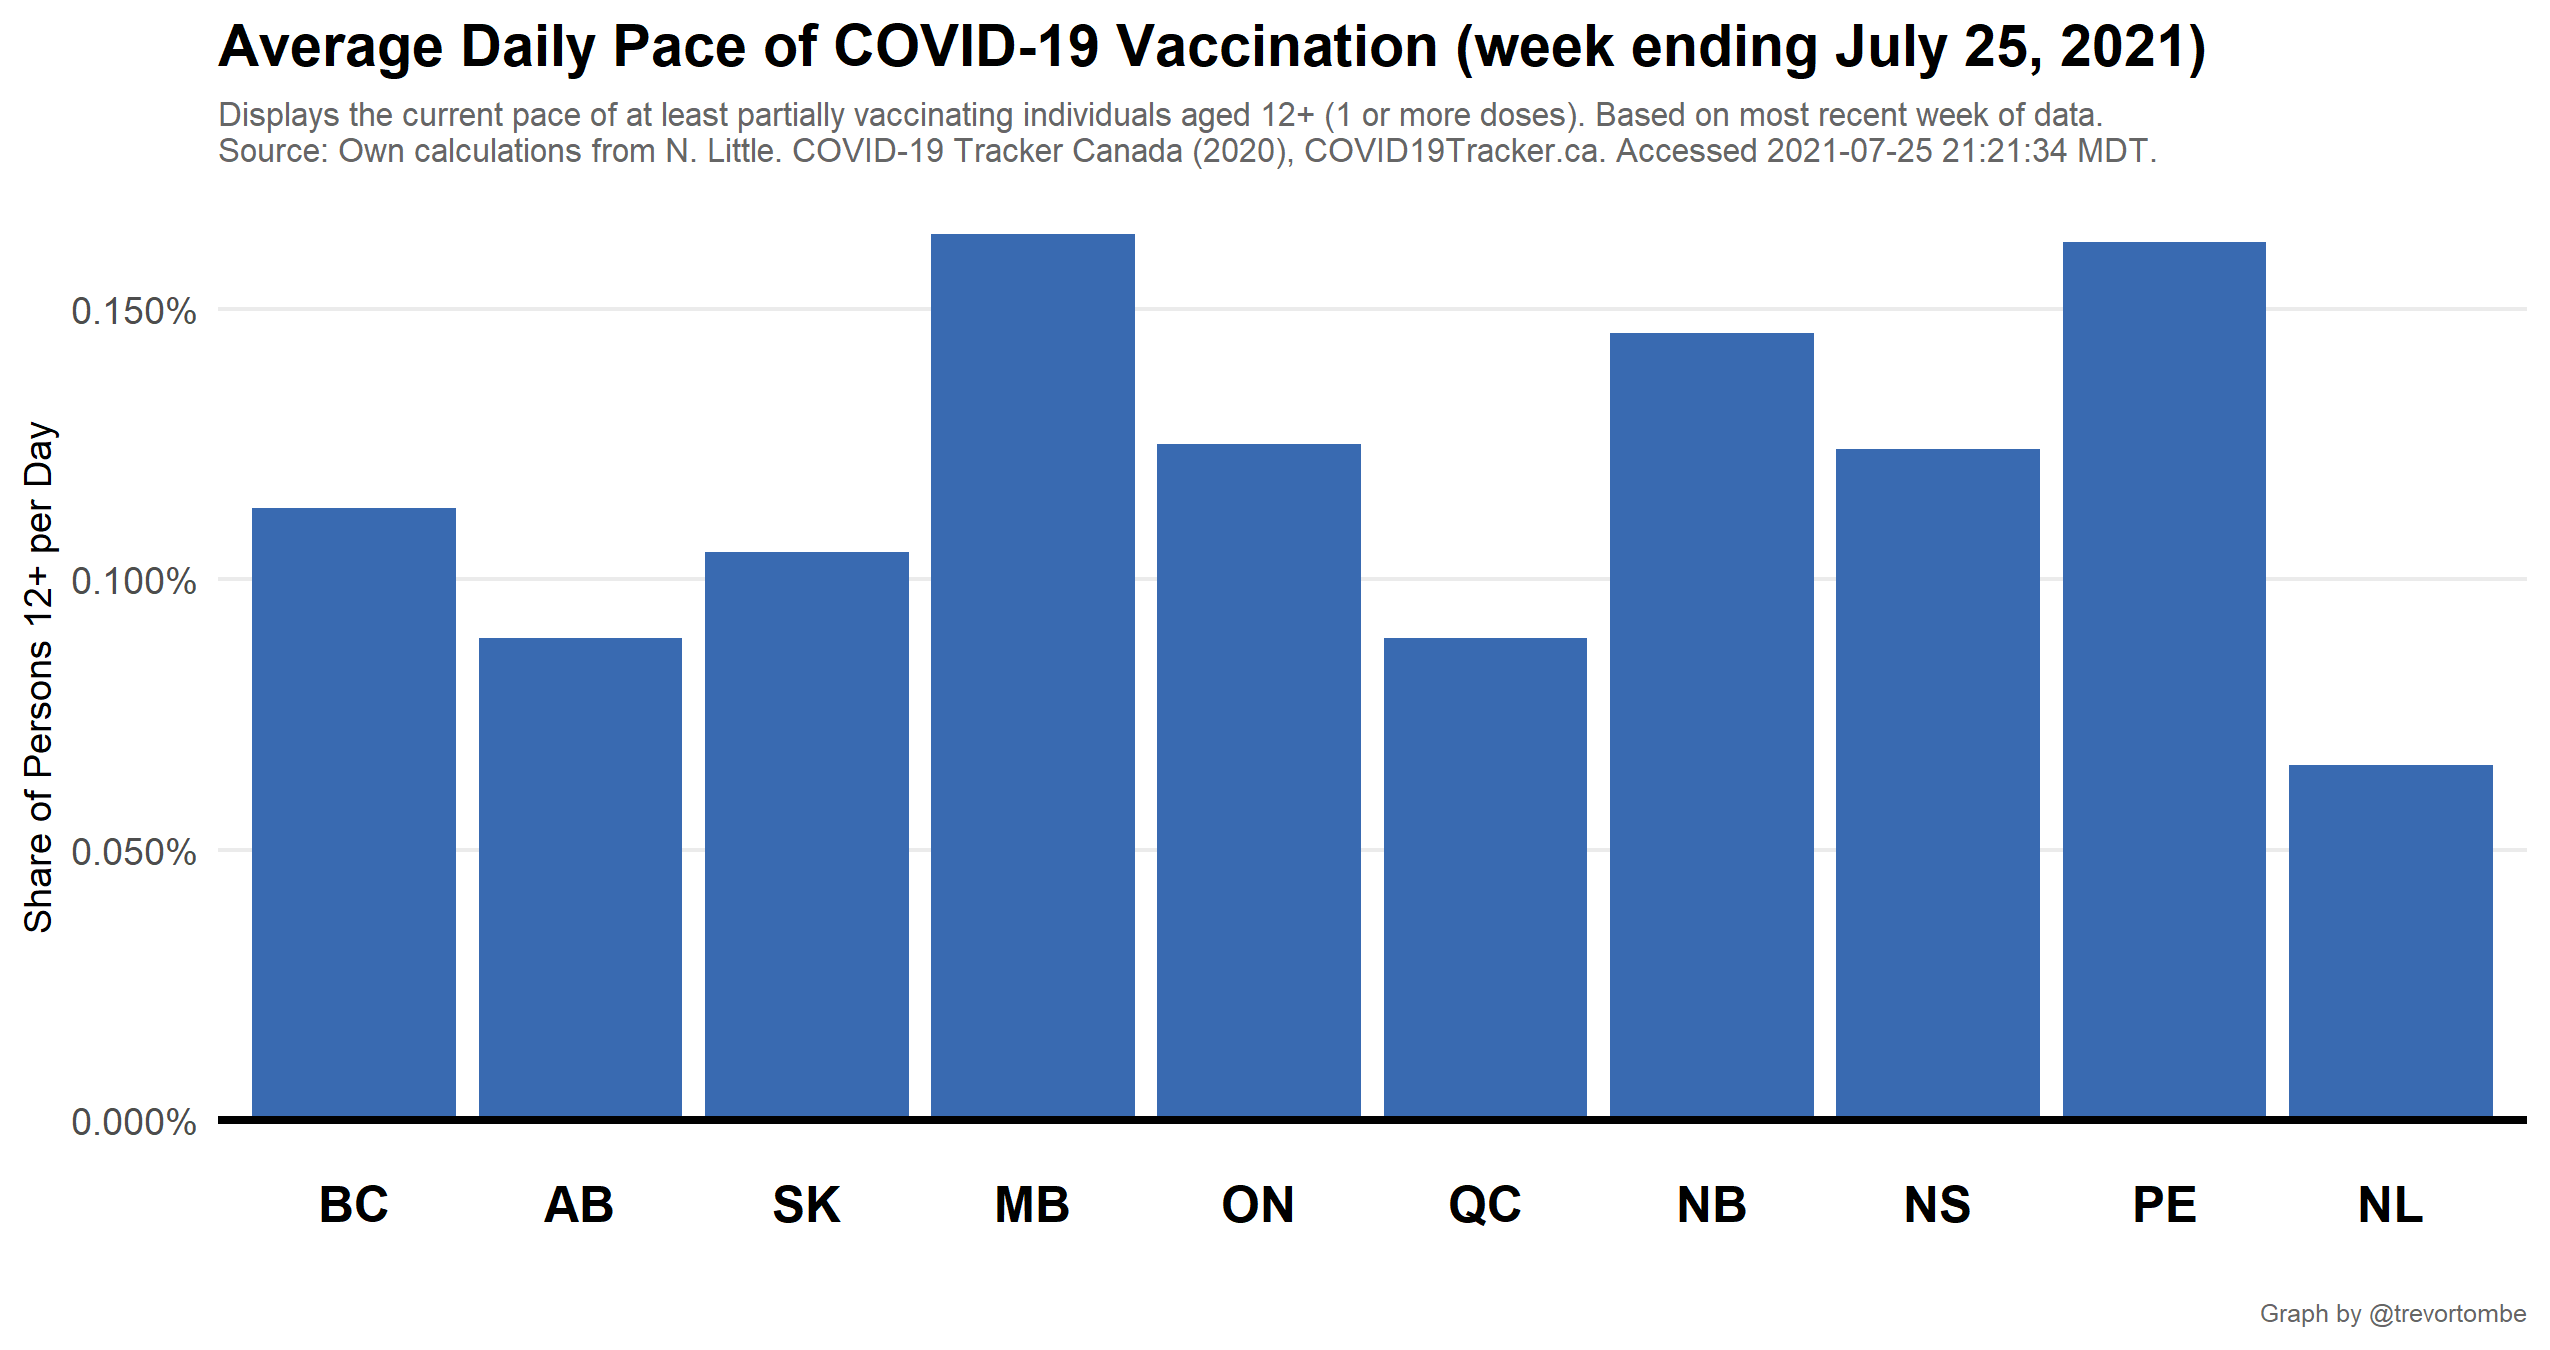 Average Daily Pace of COVID-19 Vaccination (week ending July 25, 2021)
Displays the current pace of at least partially vaccinating individuals aged 12+ (1 or more doses). Based on most recent week of data.
Source: Own calculations from N. Little. COVID-19 Tracker Canada (2020), COVID19Tracker.ca. Accessed 2021-07-25 21:21:34 MDT.
Share of Persons 12+ per Day
0.150%
0.100%
0.050%
0.000%
BC AB SK MB ON QC NB NS PE NL
Graph by @trevortombe